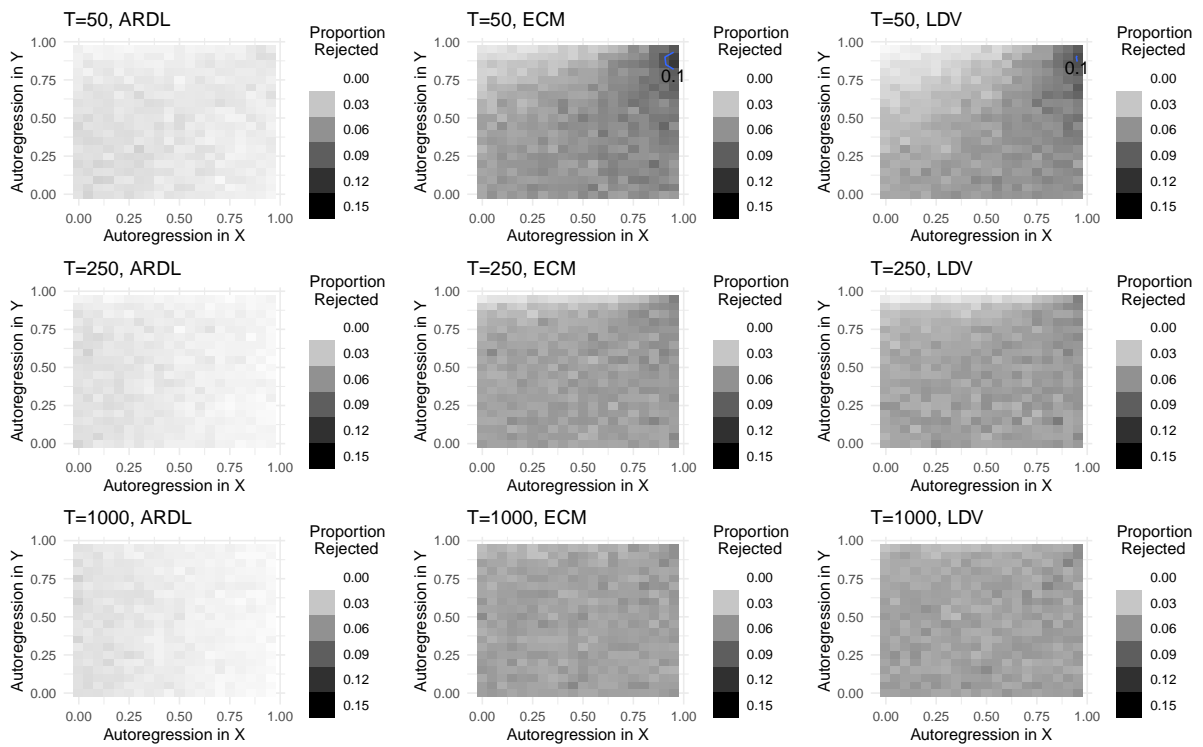 T=50, ARDL
Proportion
Rejected
1.00
0.75
0.50
0.25
0.00
Autoregression in Y
0.00
0.03
0.06
0.09
0.12
0.15
0.00 0.25 0.50 0.75 1.00
Autoregression in X
T=50, ECM
Proportion
Rejected
1.00
0.75
0.50
0.25
0.00
Autoregression in Y
0.1
0.00
0.03
0.06
0.09
0.12
0.15
0.00 0.25 0.50 0.75 1.00
Autoregression in X
T=50, LDV
Proportion
Rejected
1.00
0.75
0.50
0.25
0.00
Autoregression in Y
0.1
0.00
0.03
0.06
0.09
0.12
0.15
0.00 0.25 0.50 0.75 1.00
Autoregression in X
T=250, ARDL
Proportion
Rejected
1.00
0.75
0.50
0.25
0.00
Autoregression in Y
0.00
0.03
0.06
0.09
0.12
0.15
0.00 0.25 0.50 0.75 1.00
Autoregression in X
T=250, ECM
Proportion
Rejected
1.00
0.75
0.50
0.25
0.00
Autoregression in Y
0.00
0.03
0.06
0.09
0.12
0.15
0.00 0.25 0.50 0.75 1.00
Autoregression in X
T=250, LDV
Proportion
Rejected
1.00
0.75
0.50
0.25
0.00
Autoregression in Y
0.00
0.03
0.06
0.09
0.12
0.15
0.00 0.25 0.50 0.75 1.00
Autoregression in X
T=1000, ARDL
Proportion
Rejected
1.00
0.75
0.50
0.25
0.00
Autoregression in Y
0.00
0.03
0.06
0.09
0.12
0.15
0.00 0.25 0.50 0.75 1.00
Autoregression in X
T=1000, ECM
Proportion
Rejected
1.00
0.75
0.50
0.25
0.00
Autoregression in Y
0.00
0.03
0.06
0.09
0.12
0.15
0.00 0.25 0.50 0.75 1.00
Autoregression in X
T=1000, LDV
Proportion
Rejected
1.00
0.75
0.50
0.25
0.00
Autoregression in Y
0.00
0.03
0.06
0.09
0.12
0.15
0.00 0.25 0.50 0.75 1.00
Autoregression in X